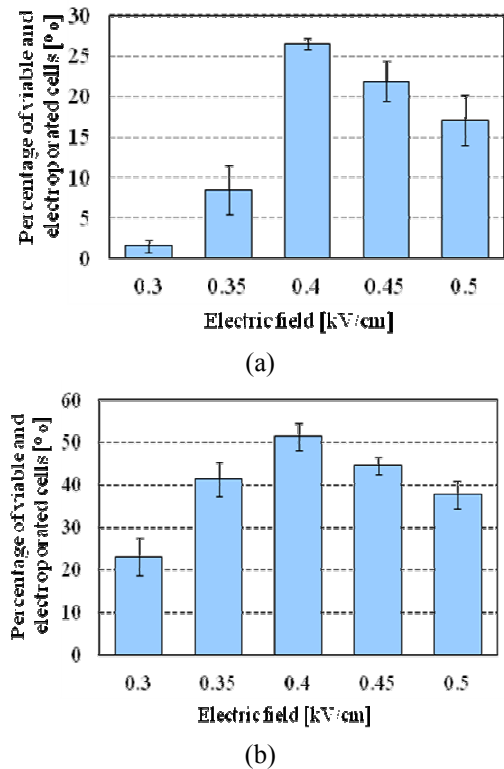 Percentage of viable and
electroporated cells [%]
30
25
20
15
10
5
0
0.3 0.35 0.4 0.45 0.5
Electric field [kV/cm]
(a)
Percentage of viable and
electroporated cells [%]
60
50
40
30
20
10
0
0.3 0.35 0.4 0.45 0.5
Electric field [kV/cm]
(b)